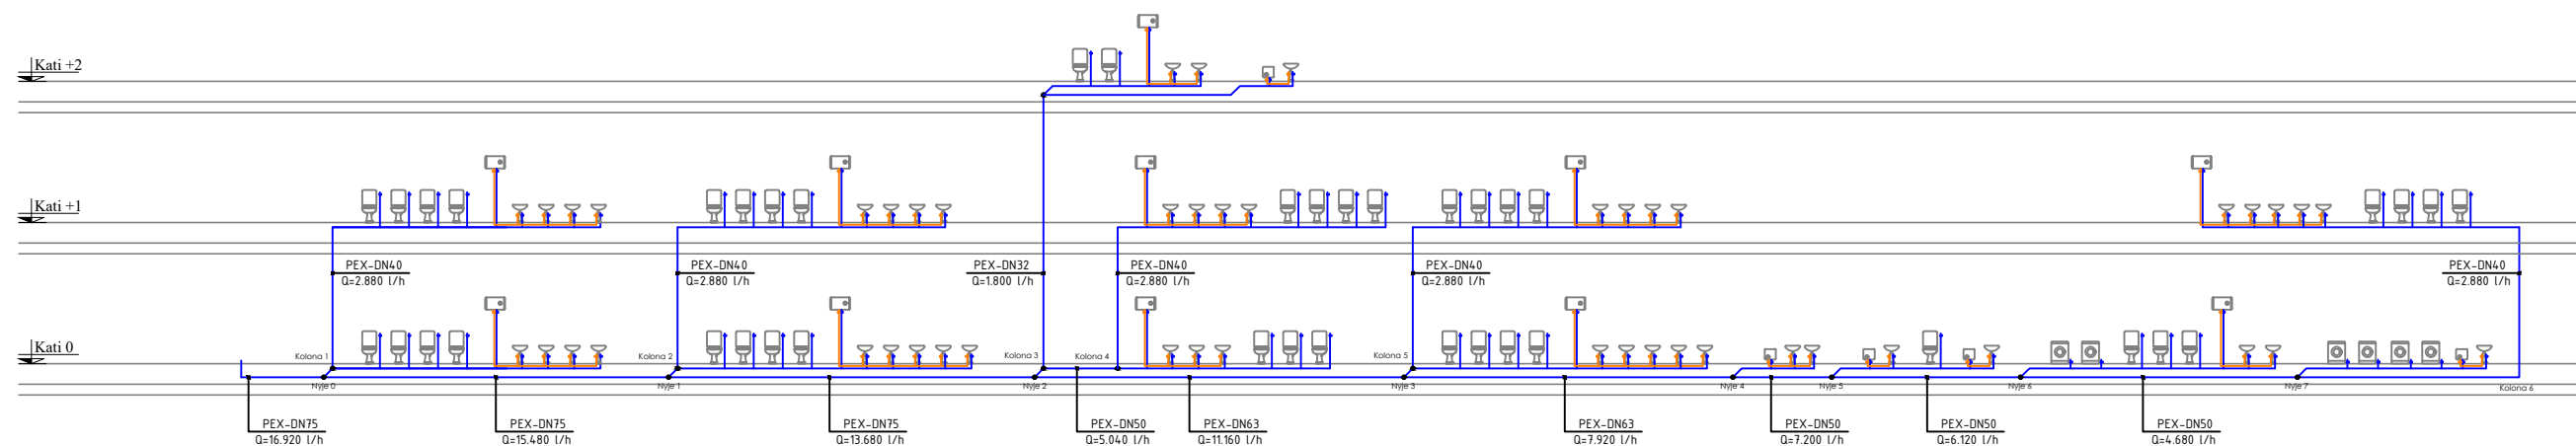 Kati +2
Kati +1
PEX-DN40
Q=2.880 l/h
PEX-DN40
Q=2.880 l/h
PEX-DN32
Q=1.800 l/h
PEX-DN40
Q=2.880 l/h
PEX-DN40
Q=2.880 l/h
PEX-DN40
Q=2.880 l/h
Kati 0
Kolona 1
Kolona 2
Kolona 3
Kolona 4
Kolona 5
Nyje 0
Nyje 1
Nyje 2
Nyje 3
Nyje 4
Nyje 5
Nyje 6
Nyje 7
Kolona 6
PEX-DN75
Q=16.920 l/h
PEX-DN75
Q=15.480 l/h
PEX-DN75
Q=13.680 l/h
PEX-DN50
Q=5.040 l/h
PEX-DN63
Q=11.160 l/h
PEX-DN63
Q=7.920 l/h
PEX-DN50
Q=7.200 l/h
PEX-DN50
Q=6.120 l/h
PEX-DN50
Q=4.680 l/h